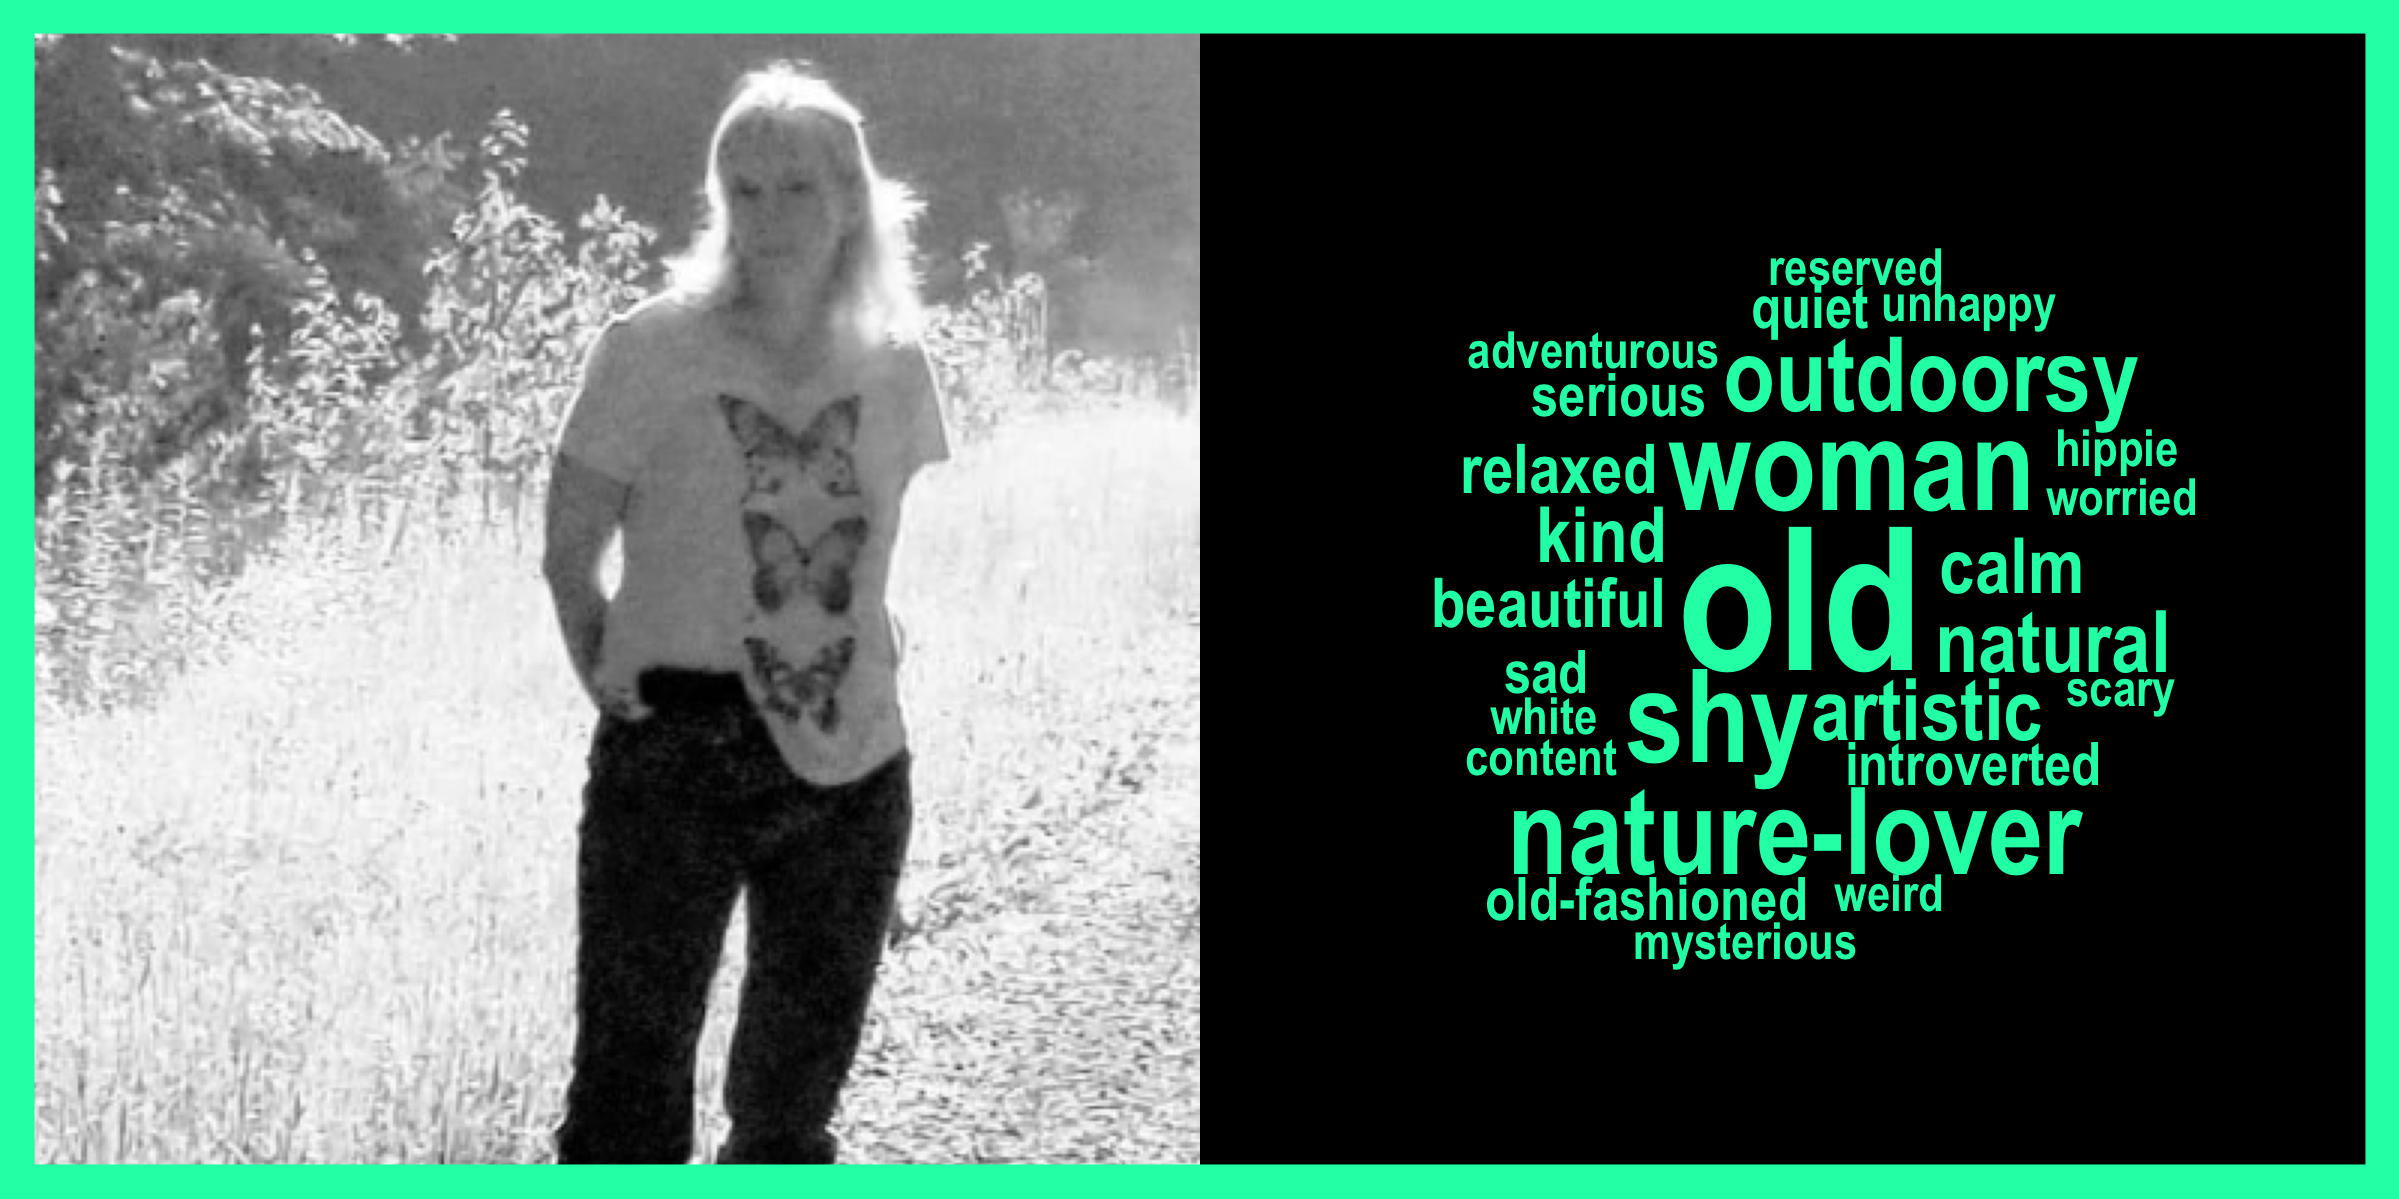 reserved
quiet unhappy
adventurous
serious outdoorsy
relaxed woman hippie
worried
kind
beautiful old calm
natural
sad
white shy artistic scary
content
introverted
nature-lover
old-fashioned weird
mysterious